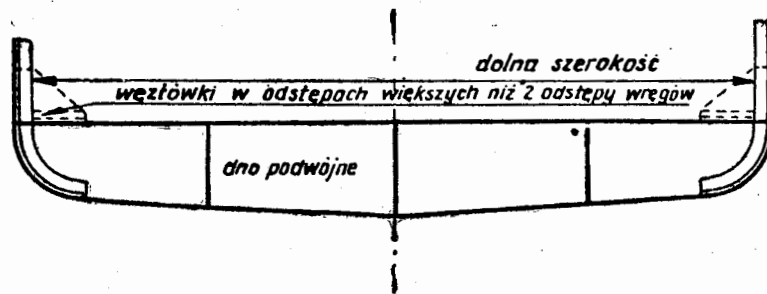 dolna szerokość
węzłówki w odstępach większych niż 2 odstępy wręgów
dno podwójne